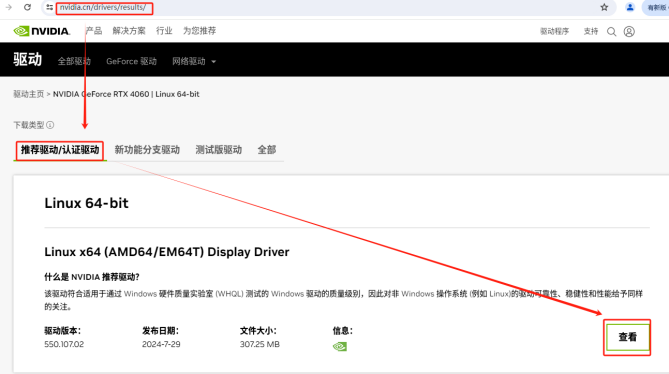 nvidia.cn/drivers/results/
有新版
NVIDIA. 产品 解决方案 行业 为您推荐 驱动程序 支持
驱动 全部驱动 GeForce 驱动 网络驱动
驱动主页 > NVIDIA GeForce RTX 4060 | Linux 64-bit
下载类型
推荐驱动/认证驱动 新功能分支驱动 测试版驱动 全部
Linux 64-bit
Linux x64 (AMD64/EM64T) Display Driver
什么是 NVIDIA 推荐驱动?
该驱动符合适用于通过 Windows 硬件质量实验室 (WHQL) 测试的 Windows 驱动的质量级别，因此对非 Windows 操作系统 (例如 Linux)的驱动可靠性、稳健性和性能给予同样
的关注。
驱动版本: 发布日期: 文件大小: 信息:
550.107.02 2024-7-29 307.25 MB
查看